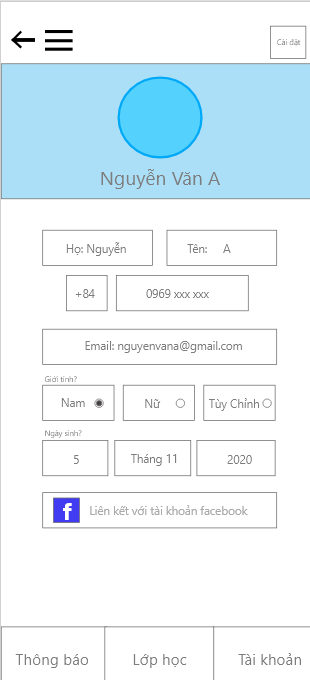 Cài đặt
Nguyễn Văn A
Họ: Nguyễn
Tên: A
+84
0969 xxx xxx
Email: nguyenvana@gmail.com
Giới tính?
Nam
Nữ
Tùy Chỉnh
Ngày sinh?
5
Tháng 11
2020
f
Liên kết với tài khoản facebook
Thông báo
Lớp học
Tài khoản